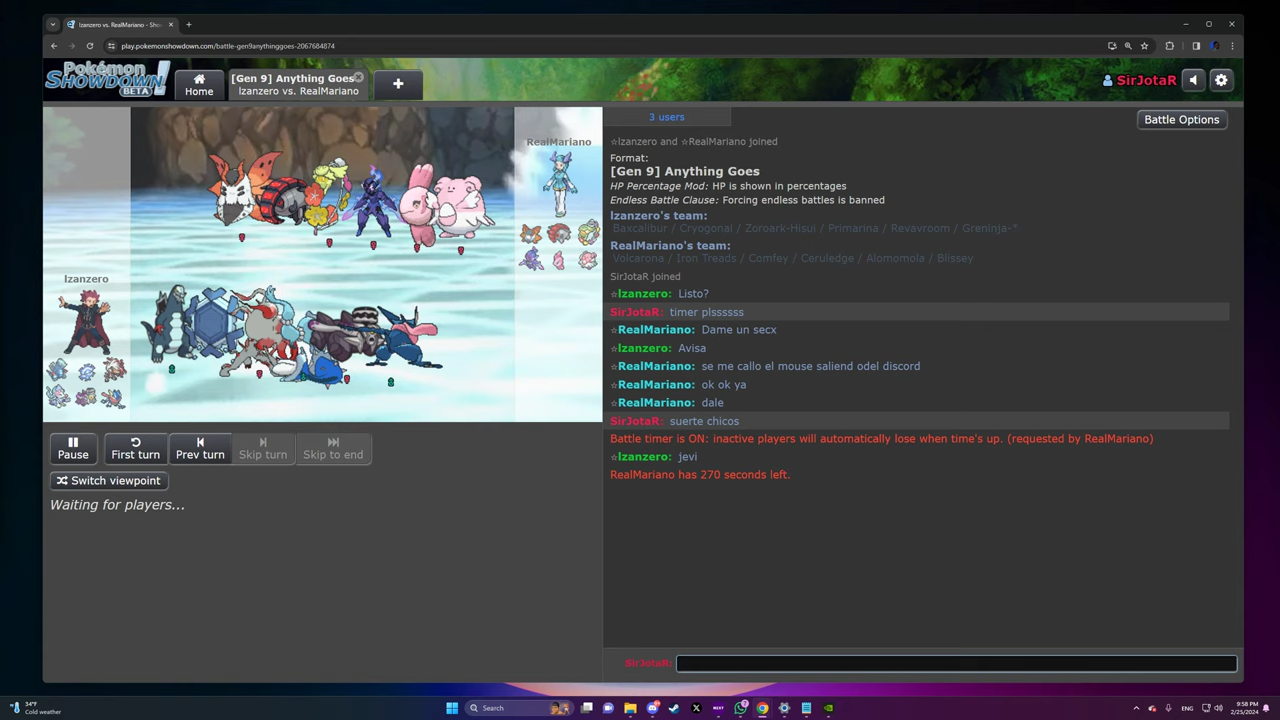 Izanzero vs. RealMariano - Sho
play.pokemonshowdown.com/battle-gen9anythinggoes-2067684874
Pokémon
SHOWDOWN!
BETA
Home
[Gen 9] Anything Goes
Izanzero vs. RealMariano
SirJotaR
3 users
Battle Options
☆Izanzero and ☆RealMariano joined
Format:
[Gen 9] Anything Goes
HP Percentage Mod: HP is shown in percentages
Endless Battle Clause: Forcing endless battles is banned
Izanzero's team:
Baxcalibur / Cryogonal / Zoroark-Hisui / Primarina / Revavroom / Greninja-*
RealMariano's team:
Volcarona / Iron Treads / Comfey / Ceruledge / Alomomola / Blissey
SirJotaR joined
☆Izanzero: Listo?
SirJotaR: timer plssssss
☆RealMariano: Dame un secx
☆Izanzero: Avisa
☆RealMariano: se me callo el mouse saliend odel discord
☆RealMariano: ok ok ya
☆RealMariano: dale
SirJotaR: suerte chicos
Battle timer is ON: inactive players will automatically lose when time's up. (requested by RealMariano)
☆Izanzero: jevi
RealMariano has 270 seconds left.
SirJotaR:
RealMariano
Izanzero
Pause
First turn
Prev turn
Skip turn
Skip to end
Switch viewpoint
Waiting for players...
34°F
Cold weather
Search
ENG
9:58 PM
2/25/2024